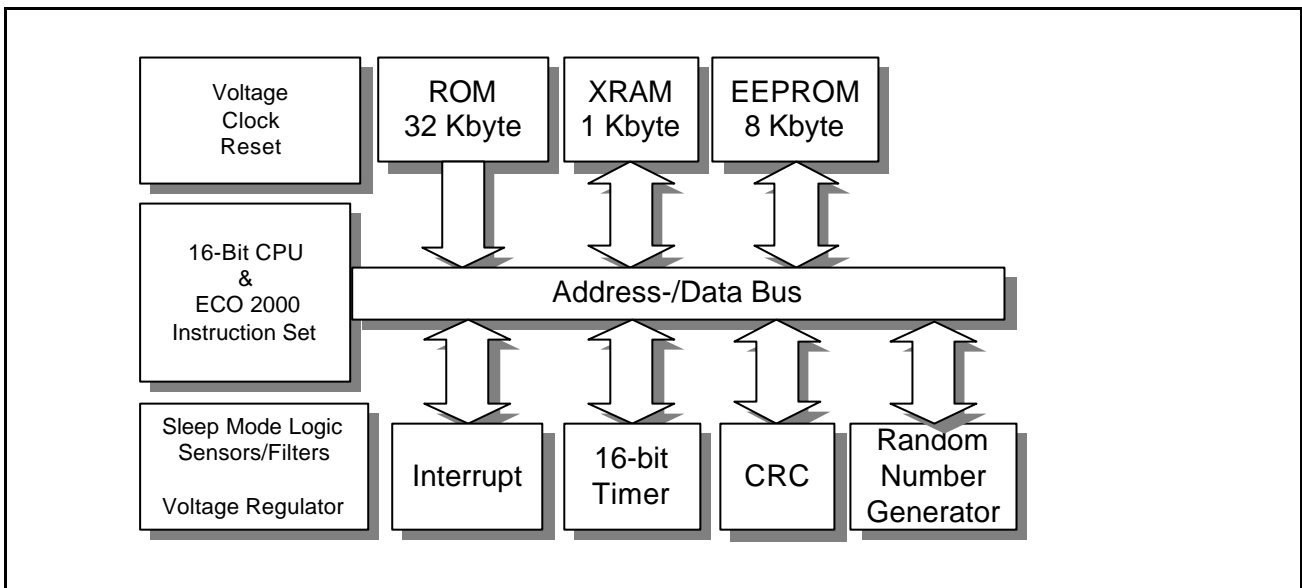 Voltage
Clock
Reset
ROM
32 Kbyte
XRAM
1 Kbyte
EEPROM
8 Kbyte
16-Bit CPU
&
ECO 2000
Instruction Set
Address-/Data Bus
Sleep Mode Logic
Sensors/Filters
Voltage Regulator
Interrupt
16-bit
Timer
CRC
Random
Number
Generator